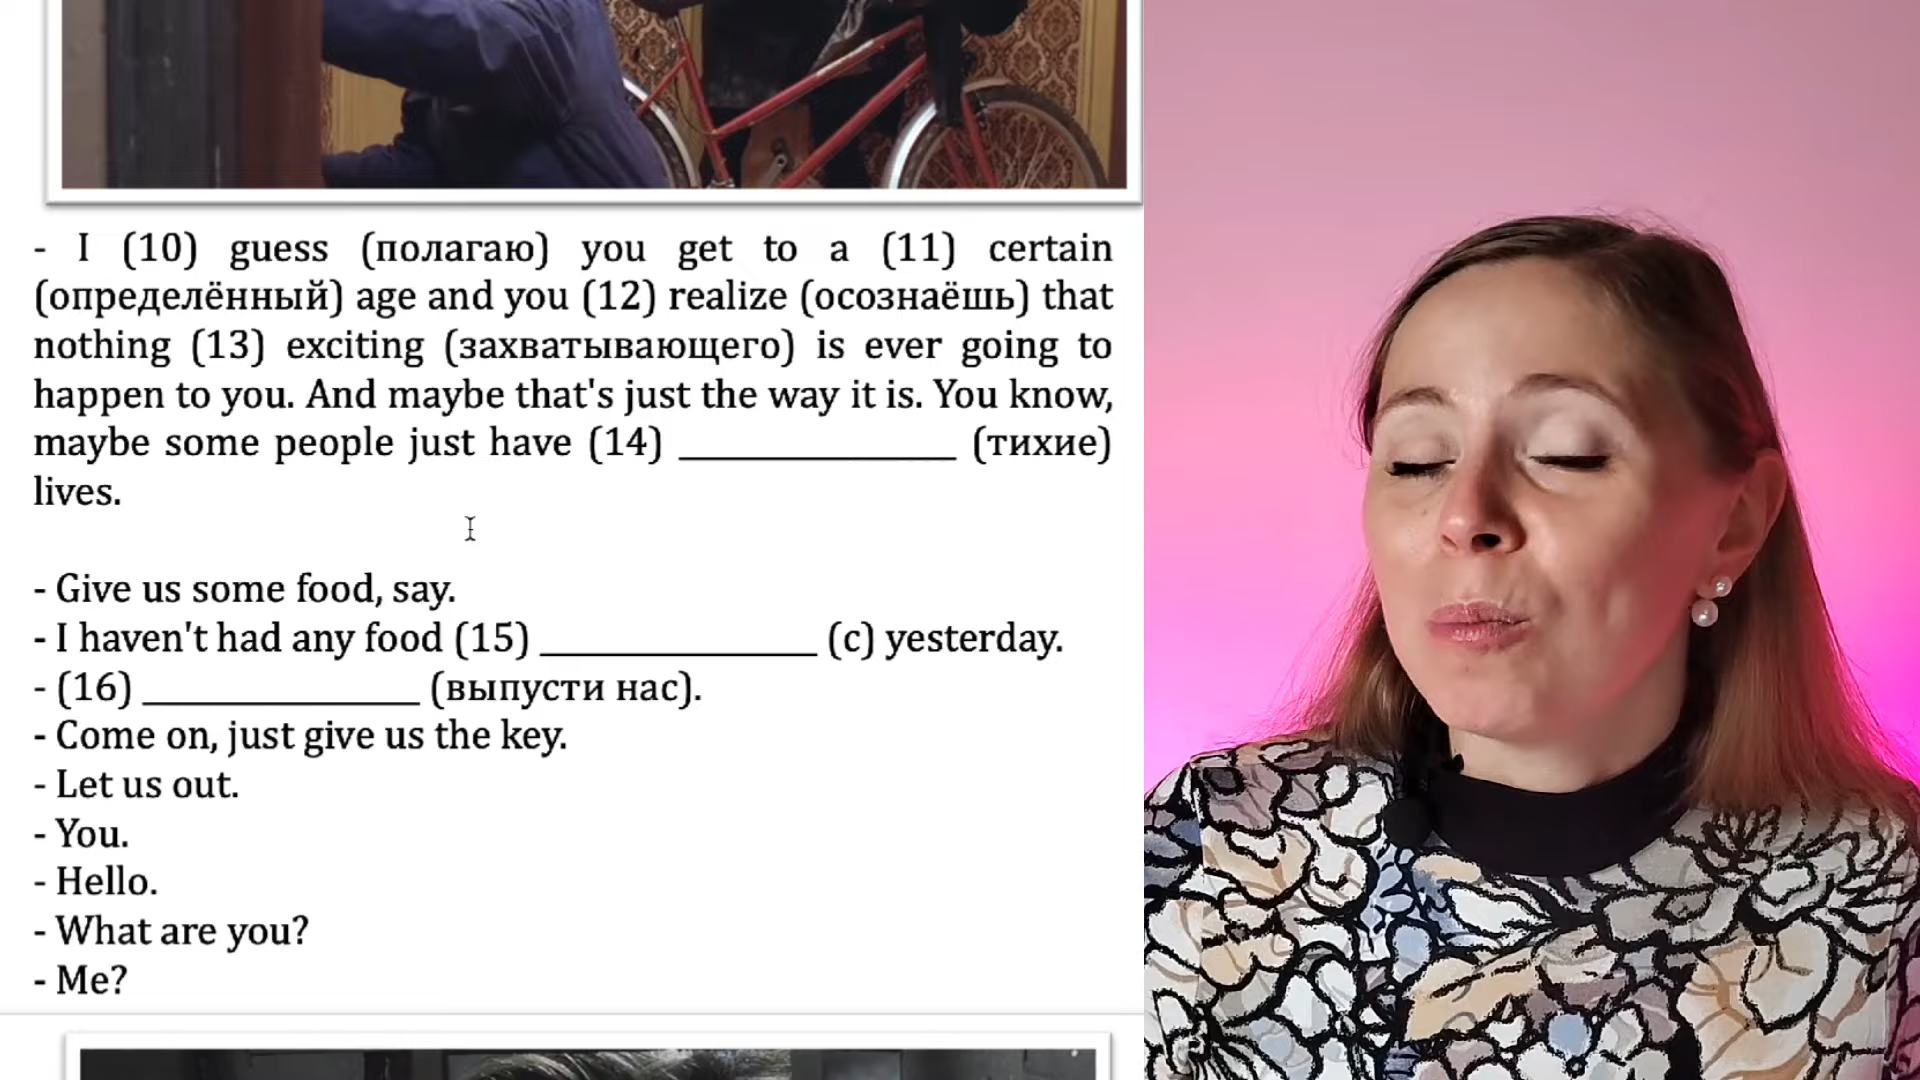 - I (10) guess (полагаю) you get to a (11) certain
(определённый) age and you (12) realize (осознаёшь) that
nothing (13) exciting (захватывающего) is ever going to
happen to you. And maybe that's just the way it is. You know,
maybe some people just have (14) ______________ (тихие)
lives.
- Give us some food, say.
- I haven't had any food (15) ______________ (с) yesterday.
- (16) ______________ (выпусти нас).
- Come on, just give us the key.
- Let us out.
- You.
- Hello.
- What are you?
- Me?